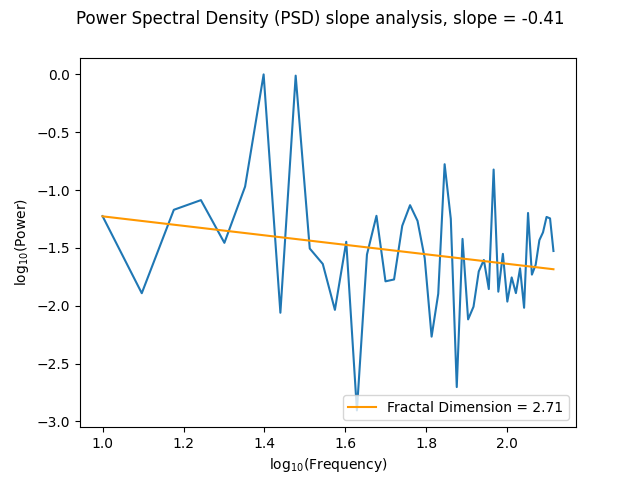 Power Spectral Density (PSD) slope analysis, slope = -0.41
0.0
−0.5
−1.0
−1.5
−2.0
−2.5
−3.0
log₁₀(Power)
Fractal Dimension = 2.71
1.0 1.2 1.4 1.6 1.8 2.0
log₁₀(Frequency)